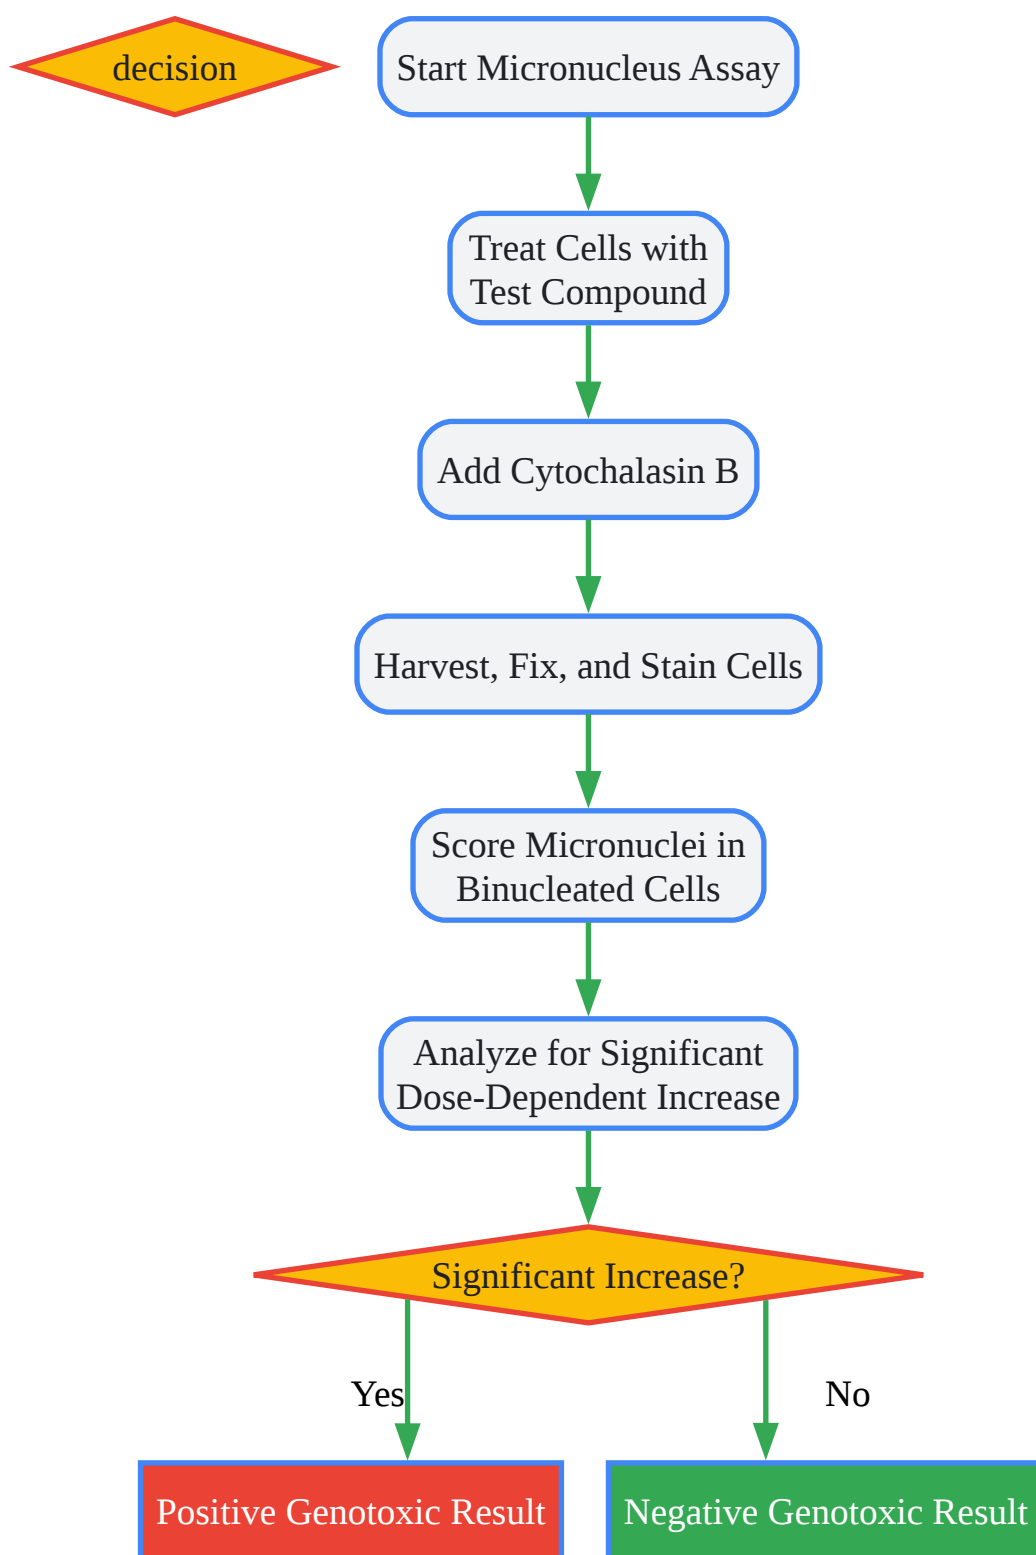 decision
Start Micronucleus Assay
Treat Cells with
Test Compound
Add Cytochalasin B
Harvest, Fix, and Stain Cells
Score Micronuclei in
Binucleated Cells
Analyze for Significant
Dose-Dependent Increase
Significant Increase?
Yes
No
Positive Genotoxic Result
Negative Genotoxic Result